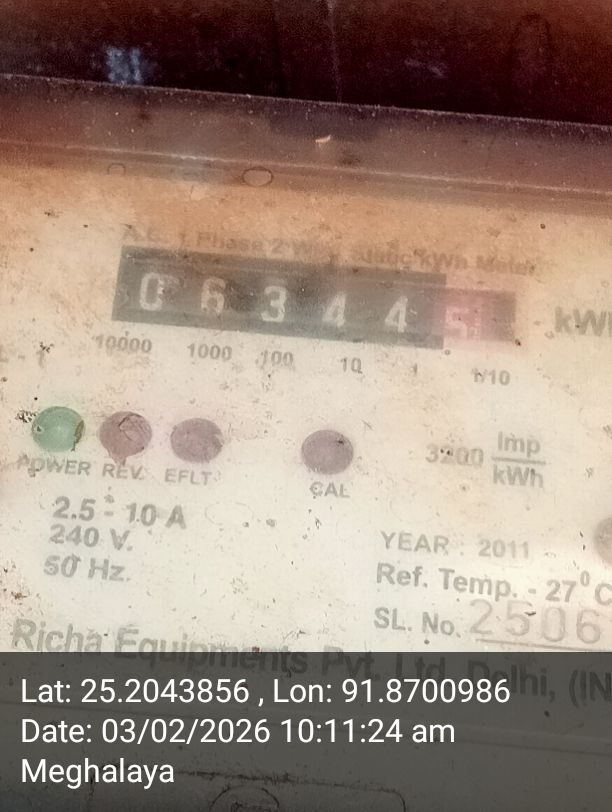 A.C. 1 Phase 2 Wire Static kWh Meter
0 6 3 4 4 5 kWh
10000 1000 100 10 1 1/10
POWER REV. EFLT. CAL
3200 Imp/kWh
2.5 - 10 A
240 V.
50 Hz.
YEAR : 2011
Ref. Temp. - 27⁰C
SL. No. 2506
Richa Equipments Pvt. Ltd. Delhi, (IN
Lat: 25.2043856 , Lon: 91.8700986
Date: 03/02/2026 10:11:24 am
Meghalaya